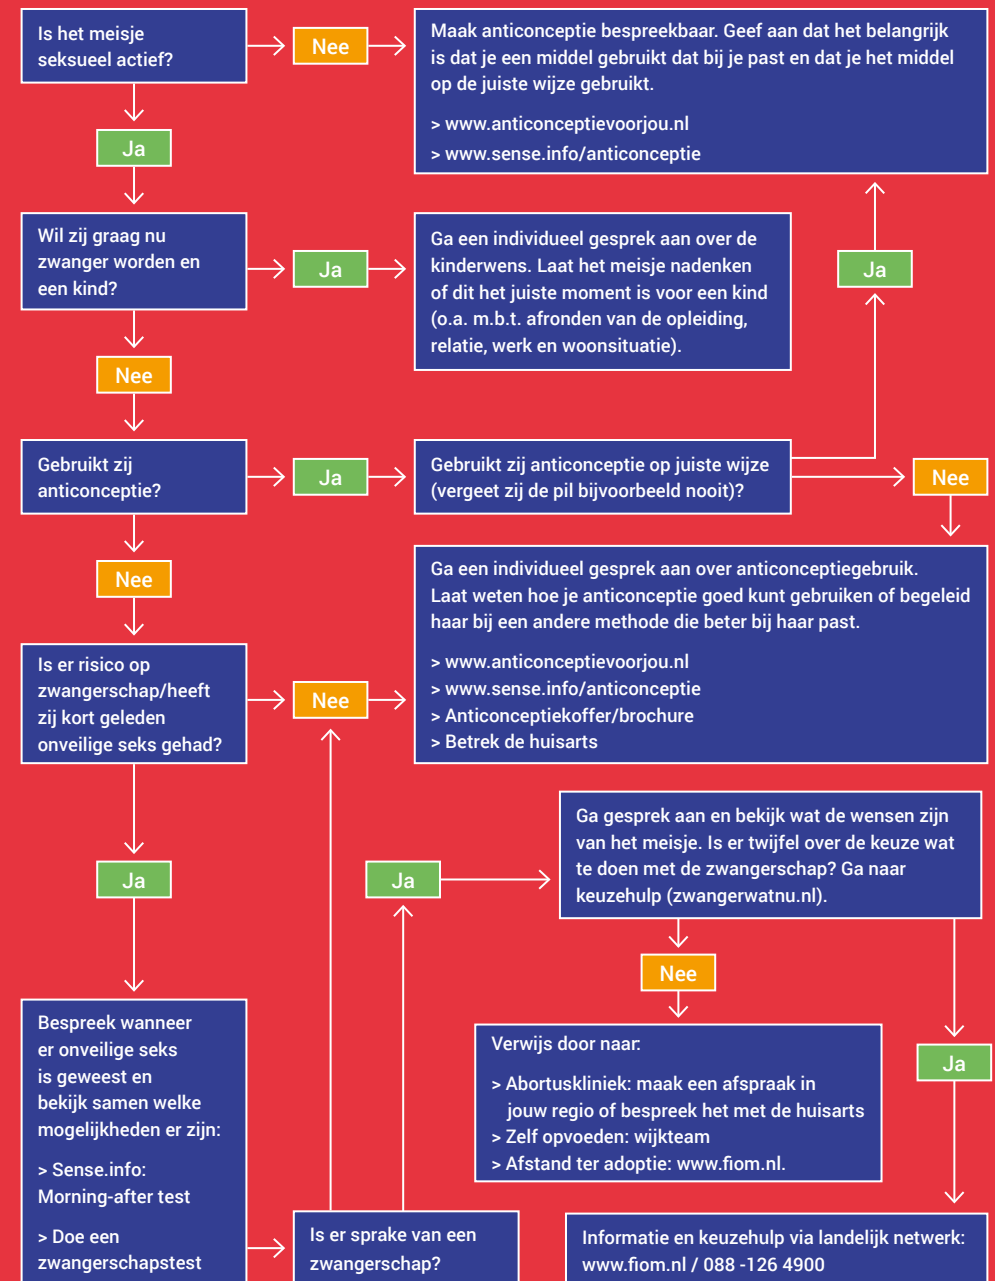 Is het meisje
seksueel actief?
Nee
Maak anticonceptie bespreekbaar. Geef aan dat het belangrijk
is dat je een middel gebruikt dat bij je past en dat je het middel
op de juiste wijze gebruikt.
> www.anticonceptievoorjou.nl
> www.sense.info/anticonceptie
Ja
Wil zij graag nu
zwanger worden en
een kind?
Ja
Ga een individueel gesprek aan over de
kinderwens. Laat het meisje nadenken
of dit het juiste moment is voor een kind
(o.a. m.b.t. afronden van de opleiding,
relatie, werk en woonsituatie).
Ja
Nee
Gebruikt zij
anticonceptie?
Ja
Gebruikt zij anticonceptie op juiste wijze
(vergeet zij de pil bijvoorbeeld nooit)?
Nee
Nee
Ga een individueel gesprek aan over anticonceptiegebruik.
Laat weten hoe je anticonceptie goed kunt gebruiken of begeleid
haar bij een andere methode die beter bij haar past.
> www.anticonceptievoorjou.nl
> www.sense.info/anticonceptie
> Anticonceptiekoffer/brochure
> Betrek de huisarts
Is er risico op
zwangerschap/heeft
zij kort geleden
onveilige seks gehad?
Nee
Ja
Ja
Ga gesprek aan en bekijk wat de wensen zijn
van het meisje. Is er twijfel over de keuze wat
te doen met de zwangerschap? Ga naar
keuzehulp (zwangerwatnu.nl).
Nee
Ja
Verwijs door naar:
> Abortuskliniek: maak een afspraak in
jouw regio of bespreek het met de huisarts
> Zelf opvoeden: wijkteam
> Afstand ter adoptie: www.fiom.nl.
Bespreek wanneer
er onveilige seks
is geweest en
bekijk samen welke
mogelijkheden er zijn:
> Sense.info:
Morning-after test
> Doe een
zwangerschapstest
Is er sprake van een
zwangerschap?
Informatie en keuzehulp via landelijk netwerk:
www.fiom.nl / 088 -126 4900